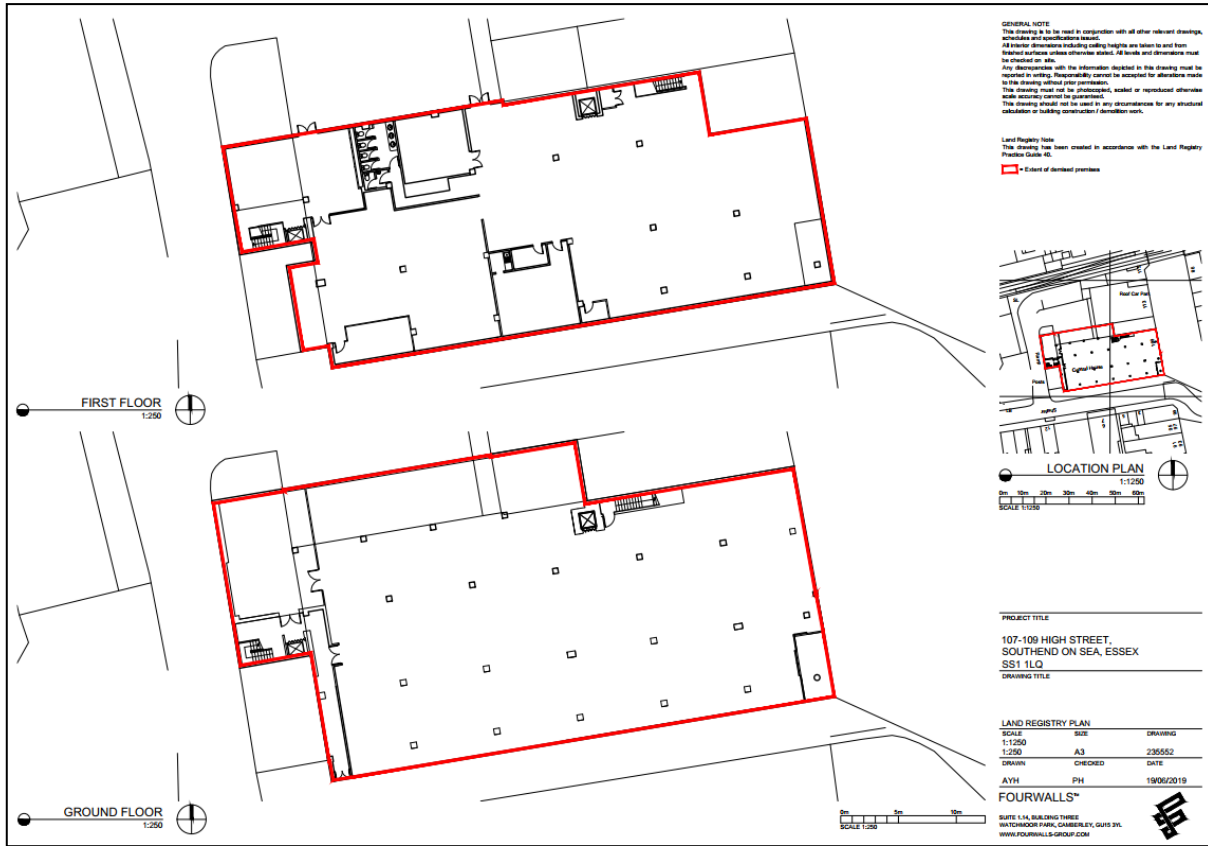 GENERAL NOTE
This drawing is to be read in conjunction with all other relevant drawings,
schedules and specifications issued.
All interior dimensions including ceiling heights are taken to and from
finished surfaces unless otherwise stated. All levels and dimensions must
be checked on site.
Any discrepancies with the information depicted in this drawing must be
reported in writing. Responsibility cannot be accepted for alterations made
to this drawing without prior permission.
This drawing must not be photocopied, scaled or reproduced otherwise
scale accuracy cannot be guaranteed.
This drawing should not be used in any circumstances for any structural
calculation or building construction / demolition work.
Land Registry Note
This drawing has been created in accordance with the Land Registry
Practice Guide 40.
= Extent of demised premises
Roof Car Park
Posts
FIRST FLOOR
1:250
LOCATION PLAN
1:1250
0m 10m 20m 30m 40m 50m 60m
SCALE 1:1250
PROJECT TITLE
107-109 HIGH STREET,
SOUTHEND ON SEA, ESSEX
SS1 1LQ
DRAWING TITLE
LAND REGISTRY PLAN
SCALE SIZE DRAWING
1:1250
1:250 A3 235552
DRAWN CHECKED DATE
AYH PH 19/06/2019
FOURWALLS™
SUITE 1.14, BUILDING THREE
WATCHMOOR PARK, CAMBERLEY, GU15 3YL
WWW.FOURWALLS-GROUP.COM
GROUND FLOOR
1:250
0m 5m 10m
SCALE 1:250